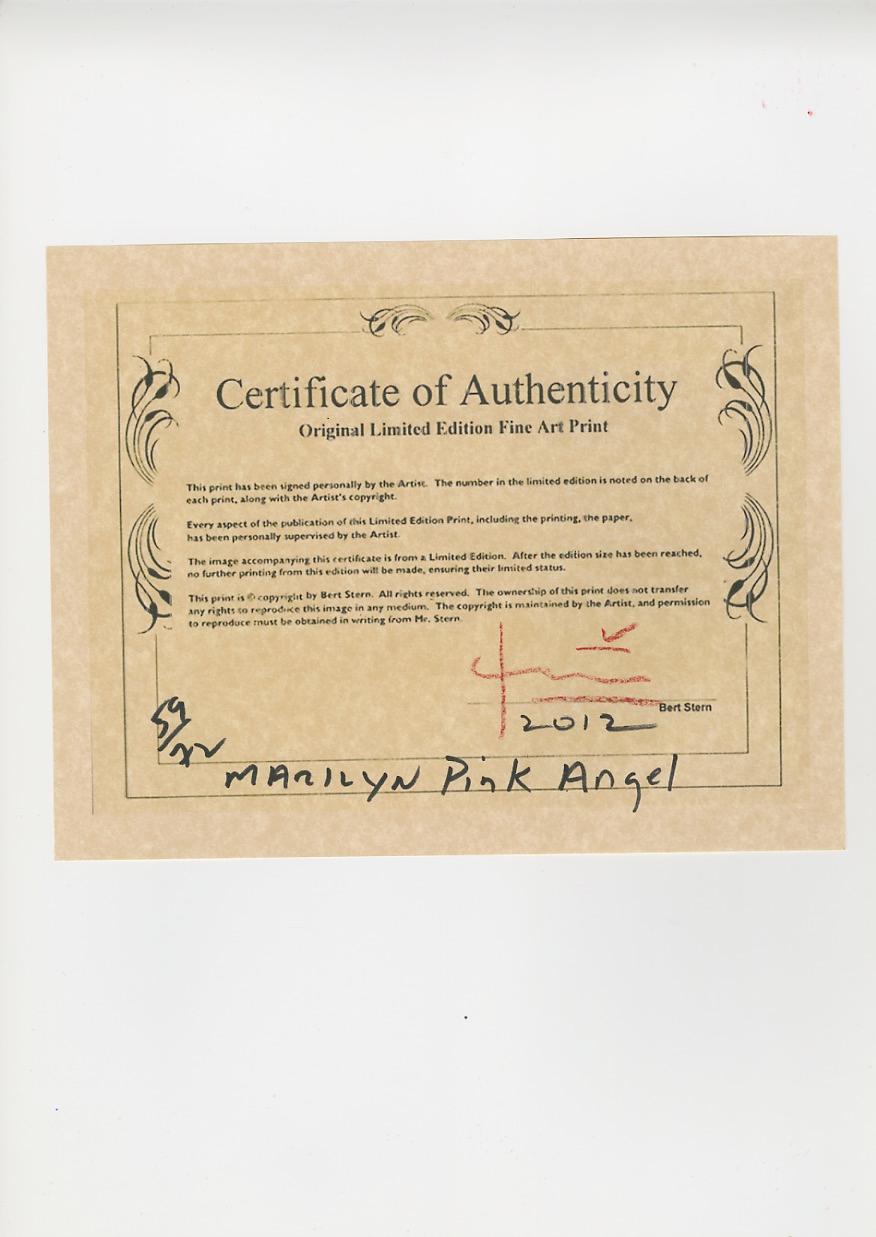 Certificate of Authenticity
Original Limited Edition Fine Art Print
This print has been signed personally by the Artist. The number in the limited edition is noted on the back of
each print, along with the Artist's copyright.
Every aspect of the publication of this Limited Edition Print, including the printing, the paper,
has been personally supervised by the Artist.
The image accompanying this certificate is from a Limited Edition. After the edition size has been reached,
no further printing from this edition will be made, ensuring their limited status.
This print is © copyright by Bert Stern. All rights reserved. The ownership of this print does not transfer
any rights to reproduce this image in any medium. The copyright is maintained by the Artist, and permission
to reproduce must be obtained in writing from Mr. Stern.
Bert Stern
2012
59/72
MARILYN Pink Angel